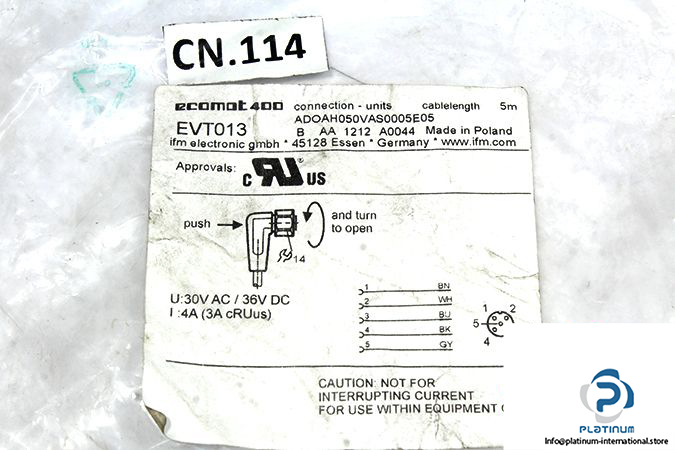 CN.114
ecomat 400 connection - units cablelength 5m
EVT013 ADOAH050VAS0005E05
B AA 1212 A0044 Made in Poland
ifm electronic gmbh * 45128 Essen * Germany * www.ifm.com
Approvals: c RU ® US
push and turn to open
14
U:30V AC / 36V DC
I :4A (3A cRUus)
1 BN
2 WH
3 BU
4 BK
5 GY
1 2
5
4
CAUTION: NOT FOR
INTERRUPTING CURRENT
FOR USE WITHIN EQUIPMENT
PLATINUM
Info@platinum-international.store